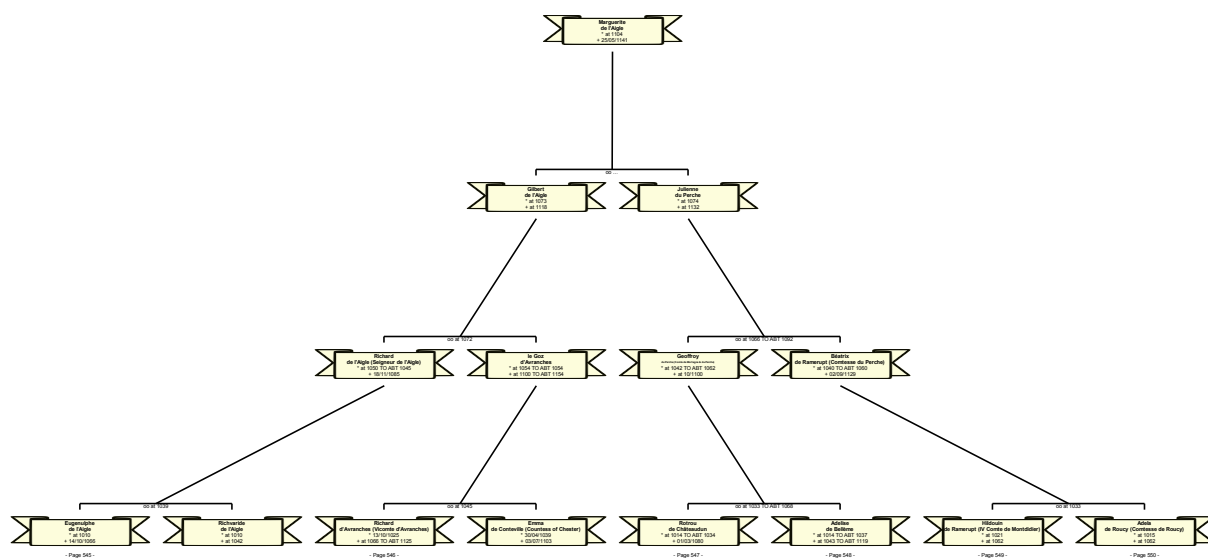 Marguerite
de l'Aigle
* at 1104
+ 25/05/1141
oo ...
Gilbert
de l'Aigle
* at 1073
+ at 1118
Julienne
du Perche
* at 1074
+ at 1132
oo at 1072
oo at 1066 TO ABT 1092
Richard
de l'Aigle (Seigneur de l'Aigle)
* at 1050 TO ABT 1045
+ 18/11/1085
le Goz
d'Avranches
* at 1054 TO ABT 1054
+ at 1100 TO ABT 1154
Geoffroy
* at 1042 TO ABT 1062
+ at 10/1100
Béatrix
de Ramerupt (Comtesse du Perche)
* at 1040 TO ABT 1060
+ 02/09/1129
oo at 1039
oo at 1045
oo at 1033 TO ABT 1068
oo at 1033
Eugenulphe
de l'Aigle
* at 1010
+ 14/10/1066
Richvaride
de l'Aigle
* at 1010
+ at 1042
Richard
d'Avranches (Vicomte d'Avranches)
* 13/10/1025
+ at 1066 TO ABT 1125
Emma
de Conteville (Countess of Chester)
* 30/04/1039
+ 03/07/1103
Rotrou
de Châteaudun
* at 1014 TO ABT 1034
+ 01/03/1080
Adelise
de Bellême
* at 1014 TO ABT 1037
+ at 1043 TO ABT 1119
Hildouin
de Ramerupt (IV Comte de Montdidier)
* at 1021
+ at 1062
Adela
de Roucy (Comtesse de Roucy)
* at 1015
+ at 1062
- Page 545 -
- Page 546 -
- Page 547 -
- Page 548 -
- Page 549 -
- Page 550 -